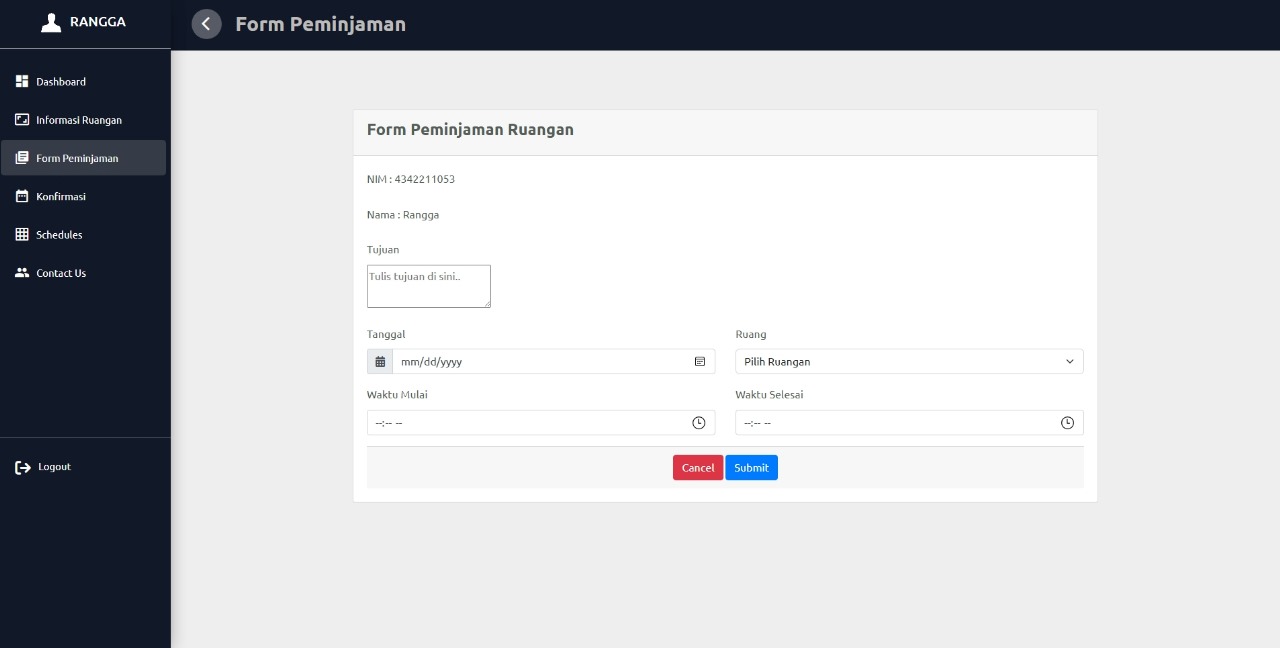 RANGGA
Form Peminjaman
Dashboard
Informasi Ruangan
Form Peminjaman
Konfirmasi
Schedules
Contact Us
Logout
Form Peminjaman Ruangan
NIM : 4342211053
Nama : Rangga
Tujuan
Tulis tujuan di sini..
Tanggal
Ruang
mm/dd/yyyy
Pilih Ruangan
Waktu Mulai
Waktu Selesai
--:-- --
--:-- --
Cancel
Submit